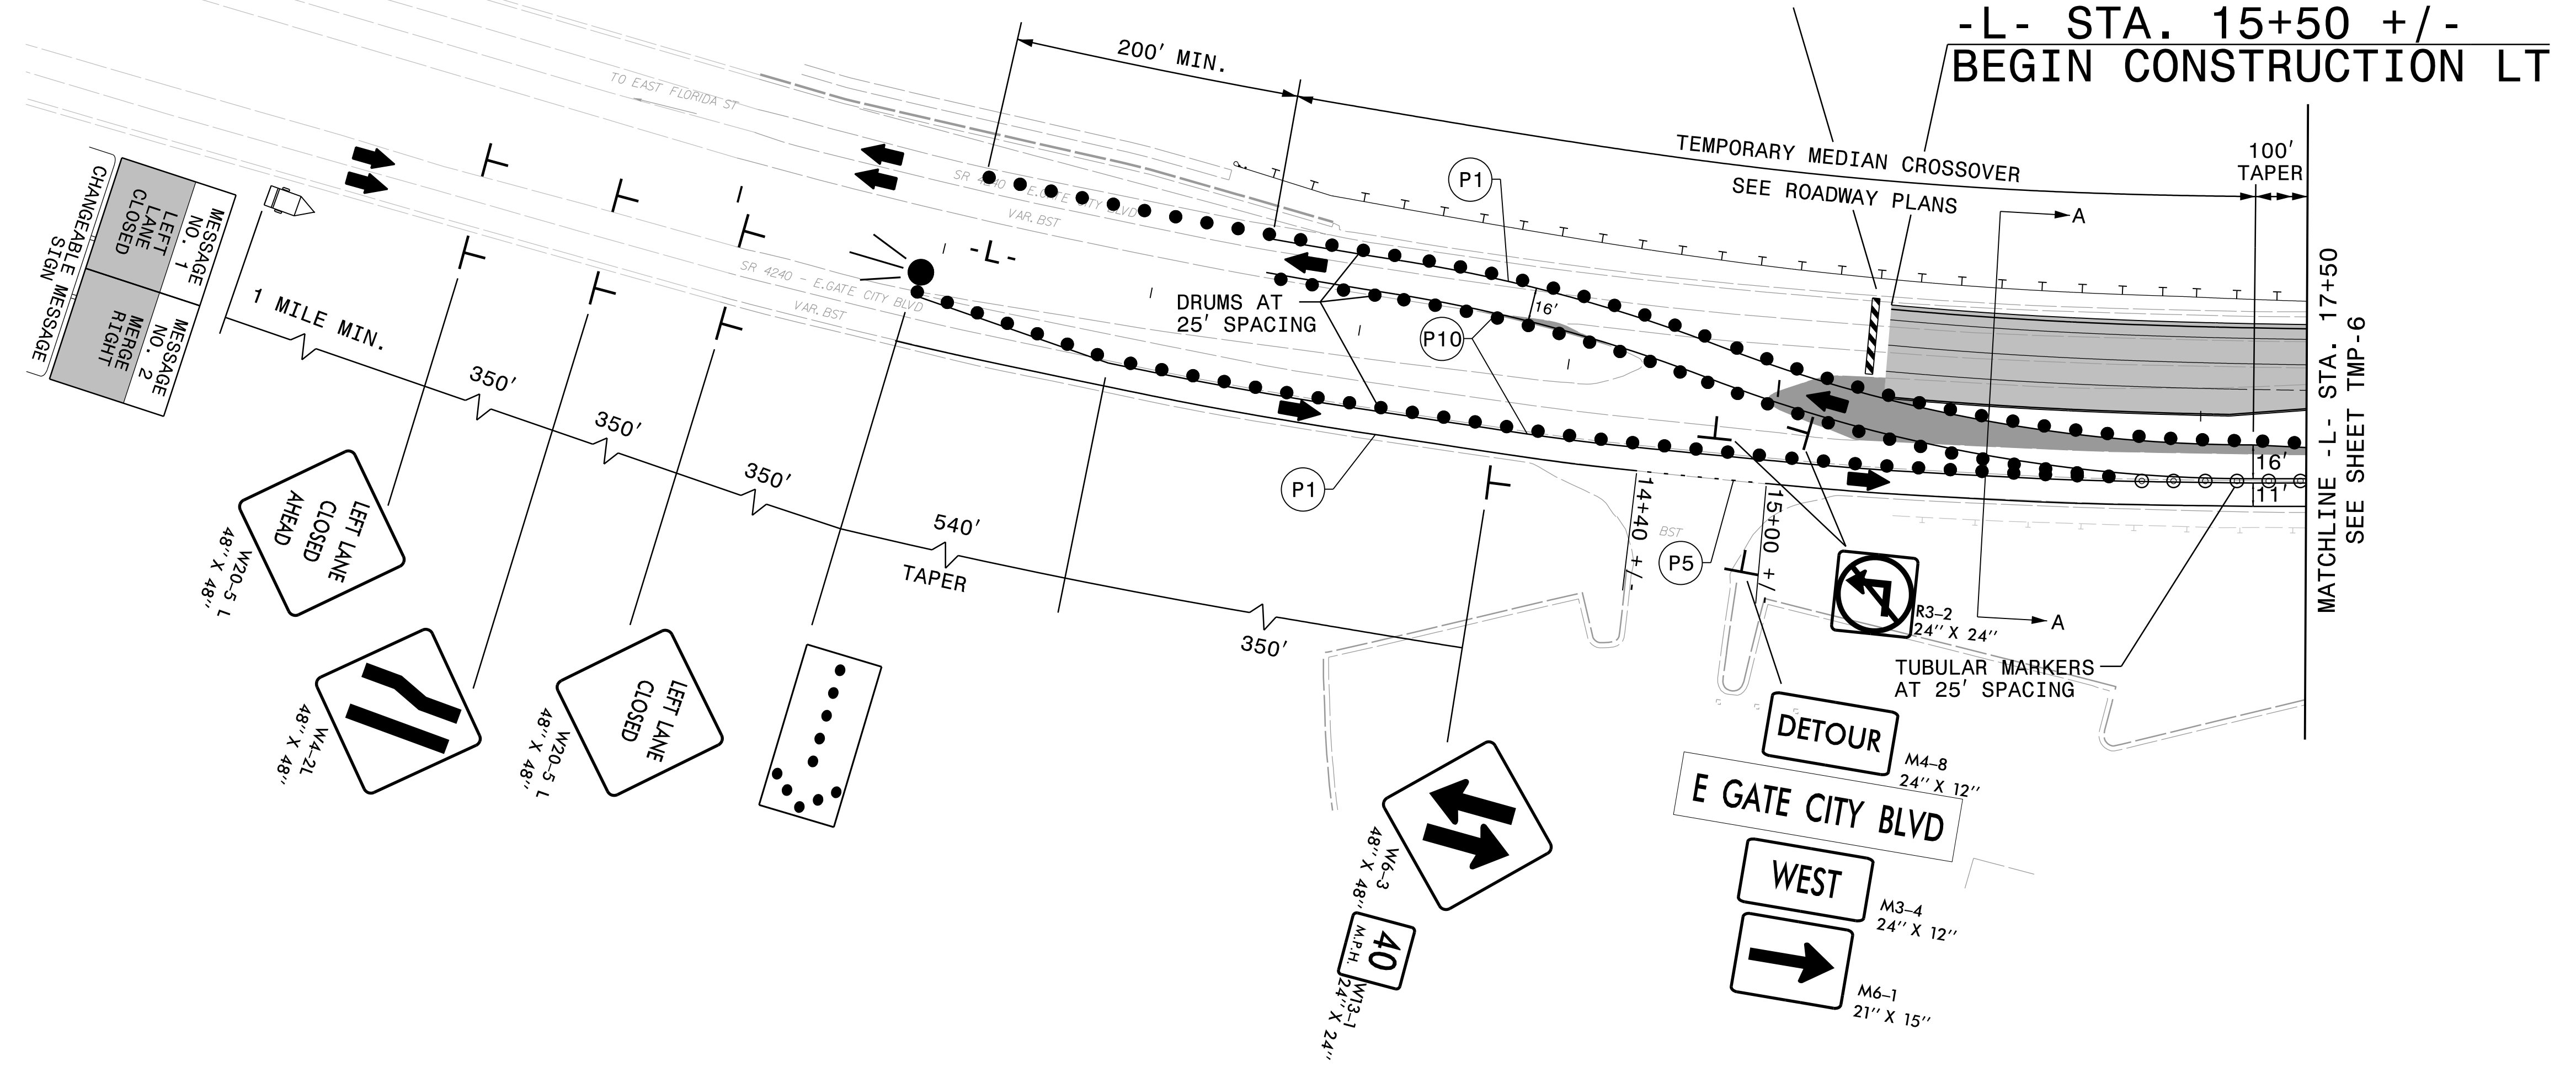 -L- STA. 15+50 +/-
BEGIN CONSTRUCTION LT
200' MIN.
TO EAST FLORIDA ST
TEMPORARY MEDIAN CROSSOVER
SEE ROADWAY PLANS
100'
TAPER
P1
A
SR 4240 - E.GATE CITY BLVD
VAR.BST
-L-
SR 4240 - E.GATE CITY BLVD
VAR.BST
DRUMS AT
25' SPACING
16'
P10
MATCHLINE -L- STA. 17+50
SEE SHEET TMP-6
CHANGEABLE MESSAGE
SIGN
MESSAGE
NO. 1
LEFT
LANE
CLOSED
MESSAGE
NO. 2
MERGE
RIGHT
1 MILE MIN.
350'
350'
350'
540'
TAPER
350'
P1
14+40 +/-
15+00 +/-
BST
P5
16'
11'
A
R3-2
24" X 24"
TUBULAR MARKERS
AT 25' SPACING
LEFT LANE
CLOSED
AHEAD
W20-5 L
48" X 48"
W4-2L
48" X 48"
LEFT LANE
CLOSED
W20-5 L
48" X 48"
W6-3
48" X 48"
40
M.P.H.
W13-1
24" X 24"
DETOUR
M4-8
24" X 12"
E GATE CITY BLVD
WEST
M3-4
24" X 12"
M6-1
21" X 15"